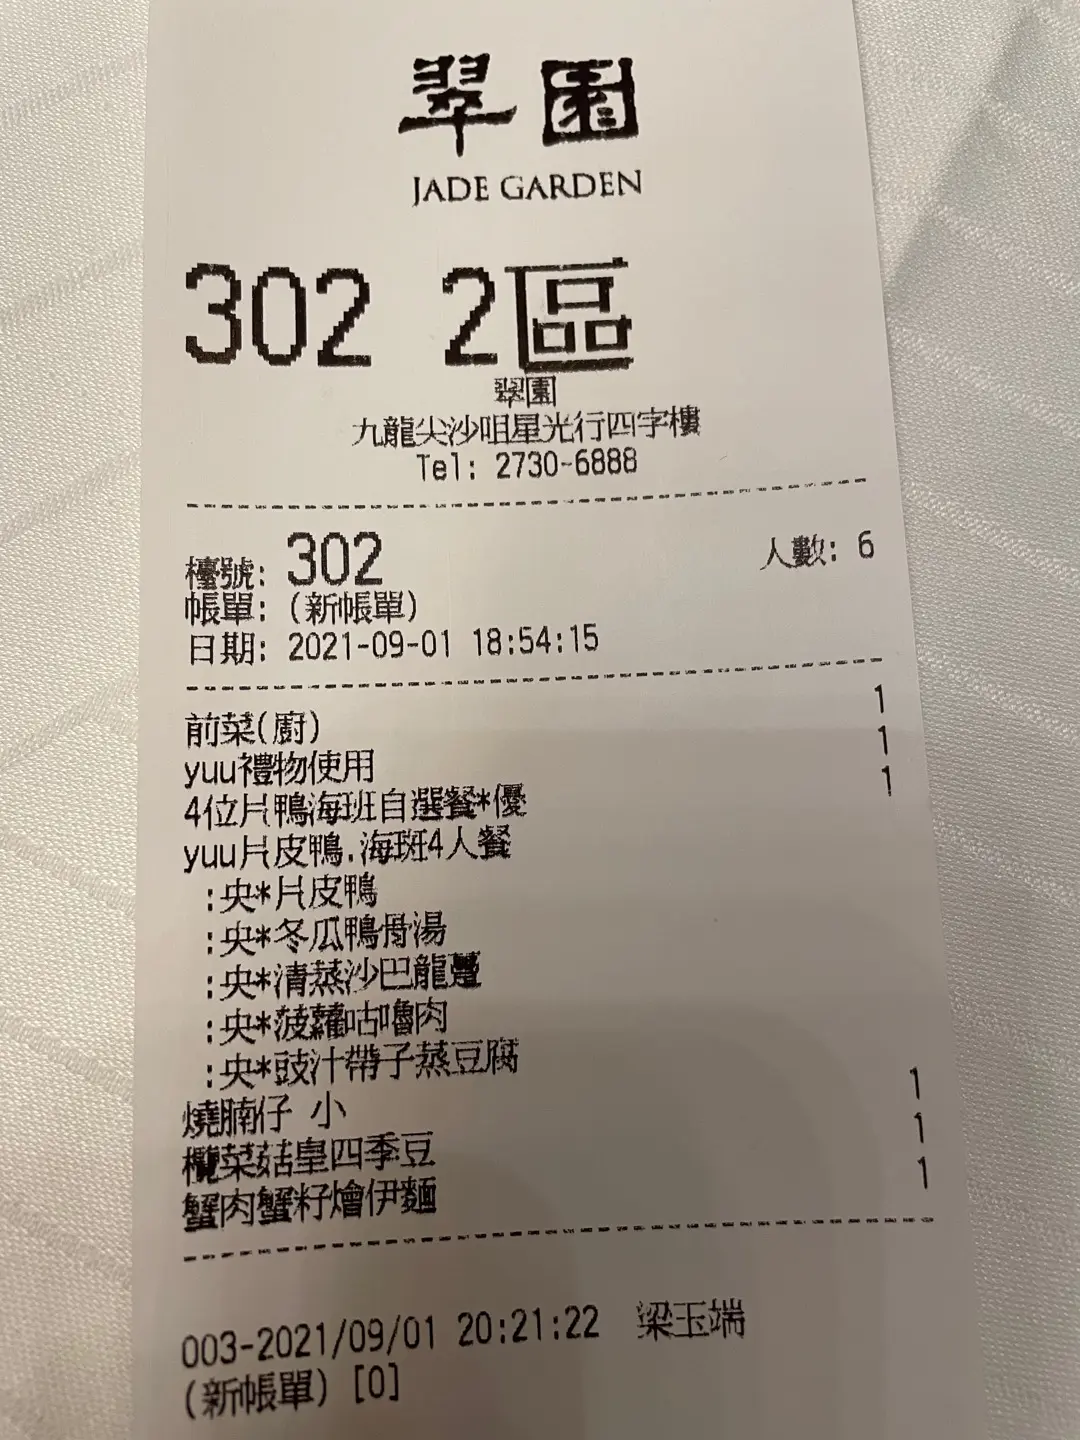 翠園
JADE GARDEN
302 2區
翠園
九龍尖沙咀星光行四字樓
Tel: 2730-6888
檯號: 302 人數: 6
帳單: (新帳單)
日期: 2021-09-01 18:54:15
前菜(廚) 1
yuu禮物使用 1
4位片鴨海班自選餐*優 1
yuu片皮鴨.海斑4人餐
:央*片皮鴨
:央*冬瓜鴨骨湯
:央*清蒸沙巴龍躉
:央*菠蘿咕嚕肉
:央*豉汁帶子蒸豆腐
燒腩仔 小 1
欖菜菇皇四季豆 1
蟹肉蟹籽燴伊麵 1
003-2021/09/01 20:21:22 梁玉端
(新帳單) [0]